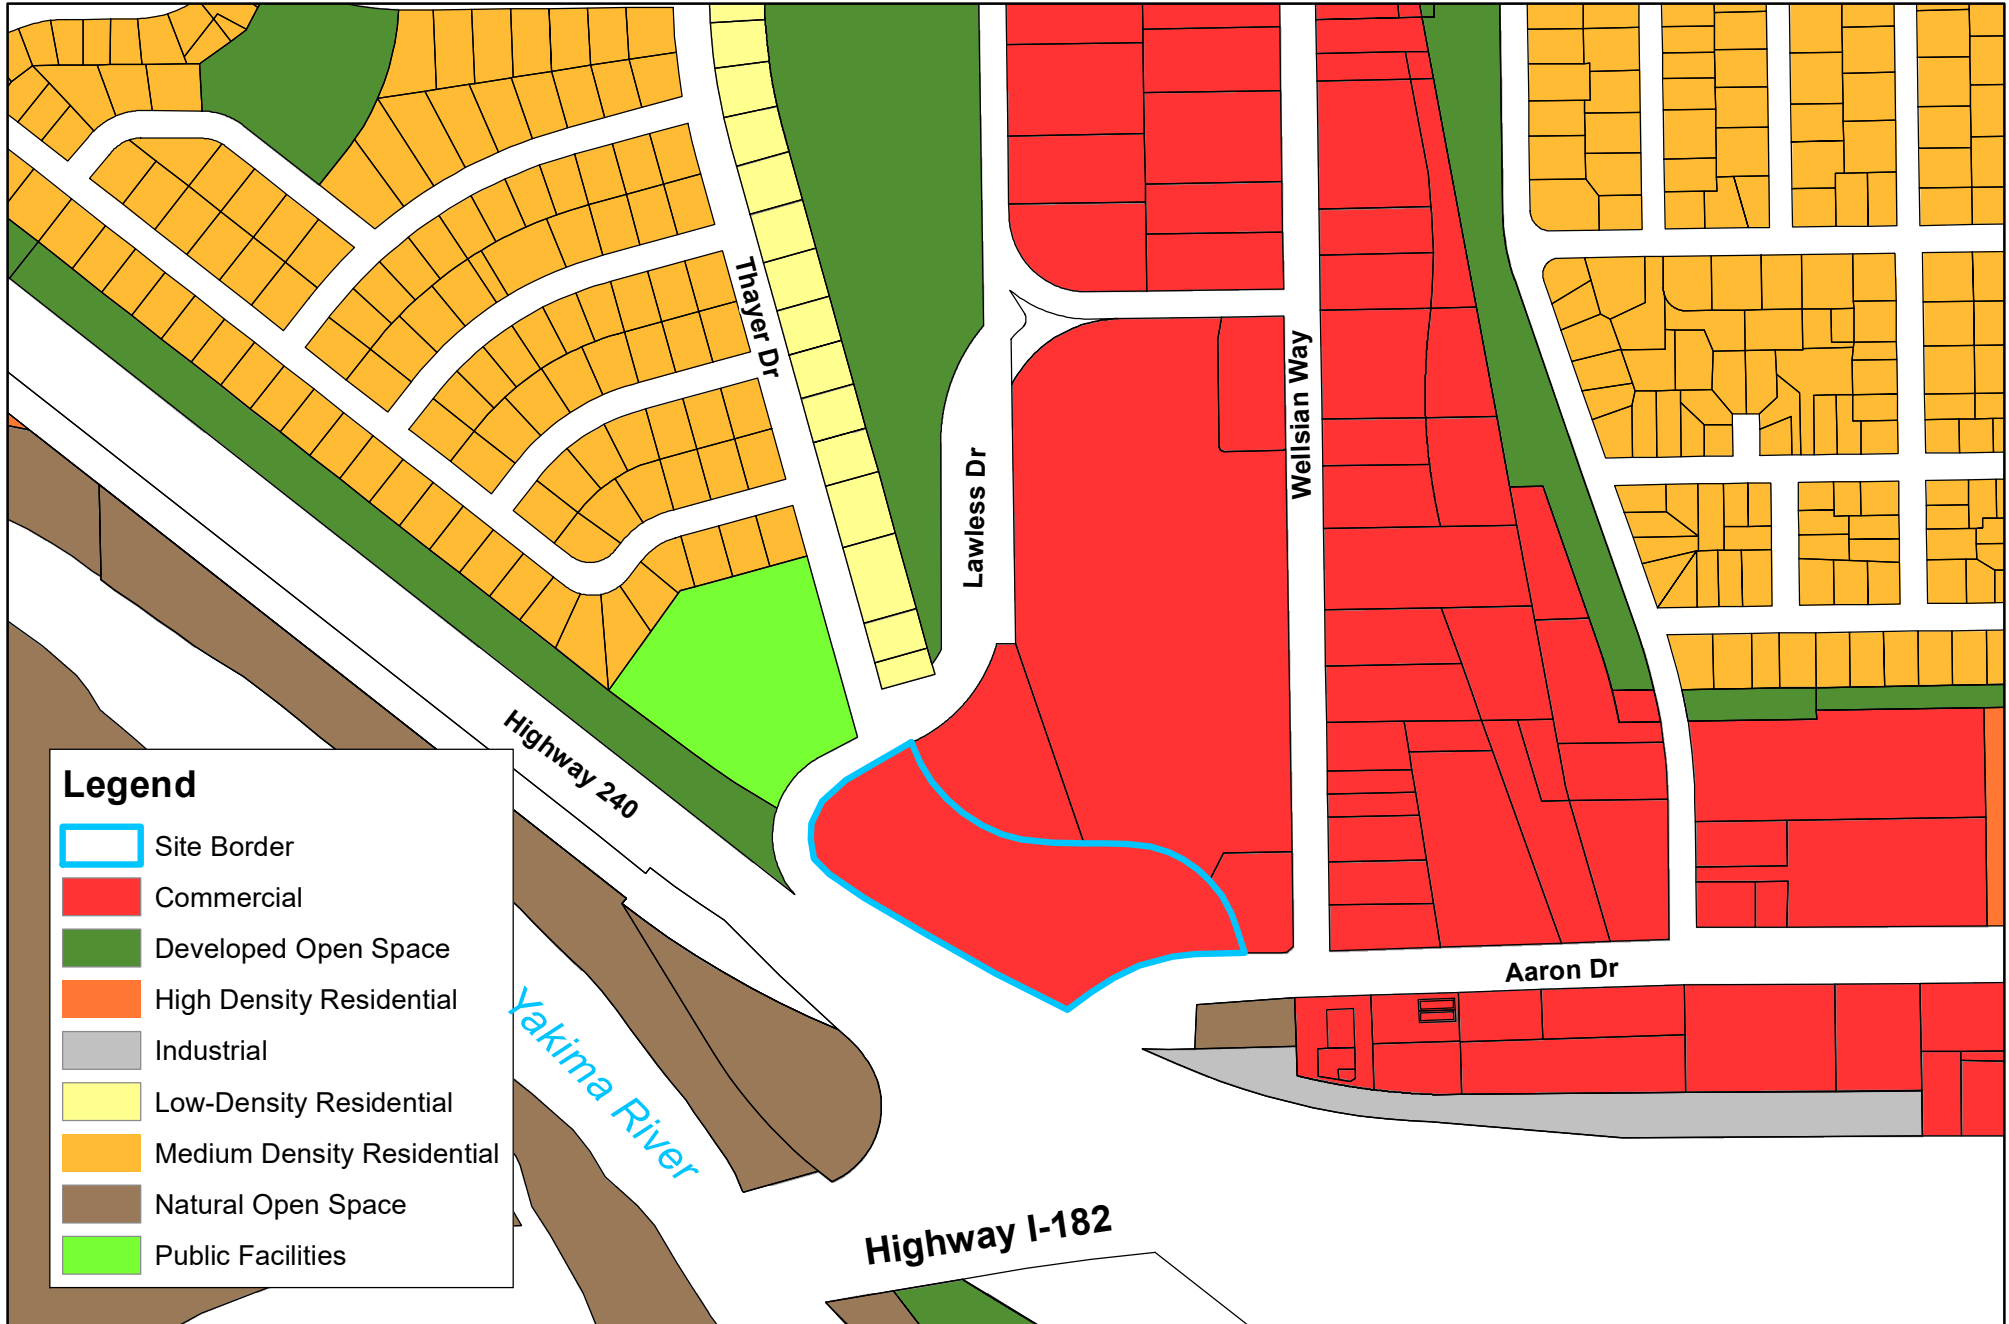 Thayer Dr
Wellsian Way
Lawless Dr
Highway 240
Aaron Dr
Yakima River
Highway I-182
Legend
Site Border
Commercial
Developed Open Space
High Density Residential
Industrial
Low-Density Residential
Medium Density Residential
Natural Open Space
Public Facilities